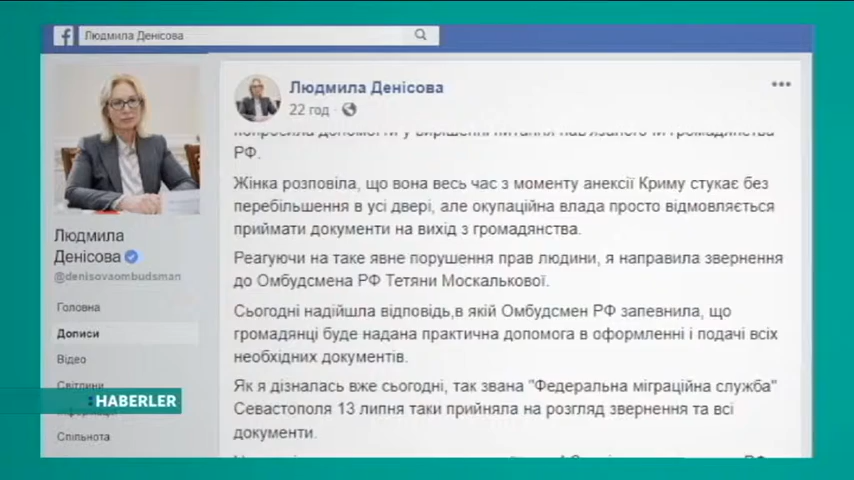 Людмила Денісова
Людмила Денісова
22 год
РФ.
Жінка розповіла, що вона весь час з моменту анексії Криму стукає без
перебільшення в усі двері, але окупаційна влада просто відмовляється
приймати документи на вихід з громадянства.
Реагуючи на таке явне порушення прав людини, я направила звернення
до Омбудсмена РФ Тетяни Москалькової.
Сьогодні надійшла відповідь,в якій Омбудсмен РФ запевнила, що
громадянці буде надана практична допомога в оформленні і подачі всіх
необхідних документів.
Як я дізналась вже сьогодні, так звана "Федеральна міграційна служба"
Севастополя 13 липня таки прийняла на розгляд звернення та всі
документи.
Людмила
Денісова
@denisovaombudsman
Головна
Дописи
Відео
Світлини
:HABERLER
Спільнота